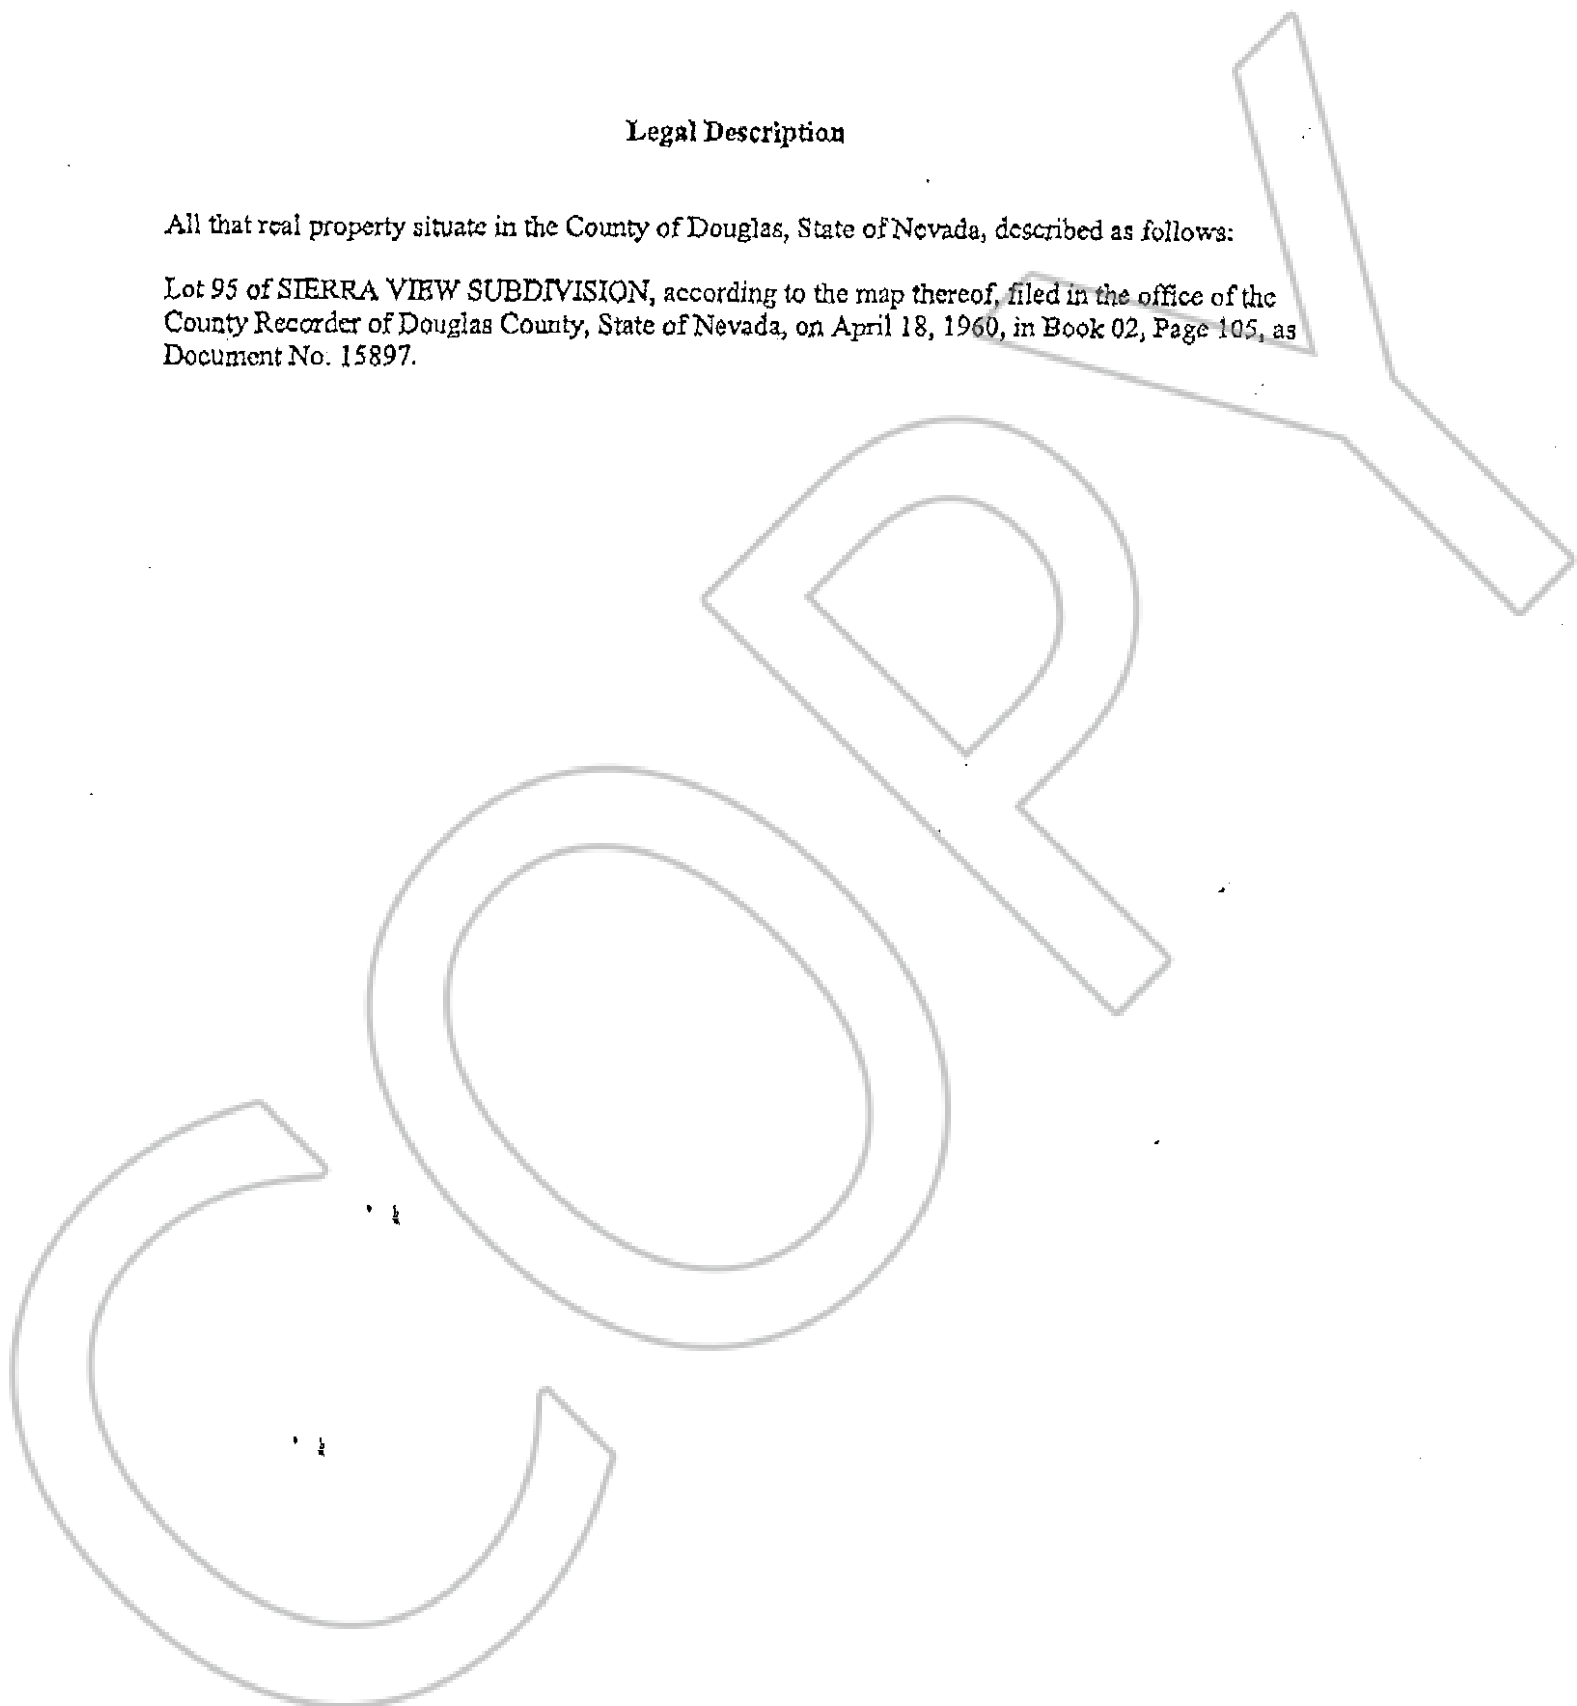 Legal Description
All that real property situate in the County of Douglas, State of Nevada, described as follows:
Lot 95 of SIERRA VIEW SUBDIVISION, according to the map thereof, filed in the office of the
County Recorder of Douglas County, State of Nevada, on April 18, 1960, in Book 02, Page 105, as
Document No. 15897.
COPY